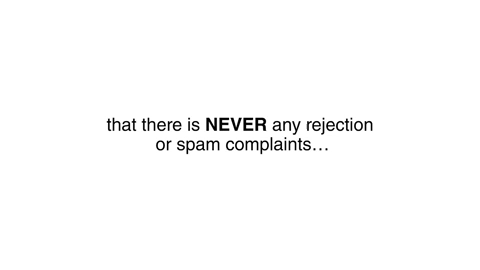 that there is NEVER any rejection
or spam complaints…